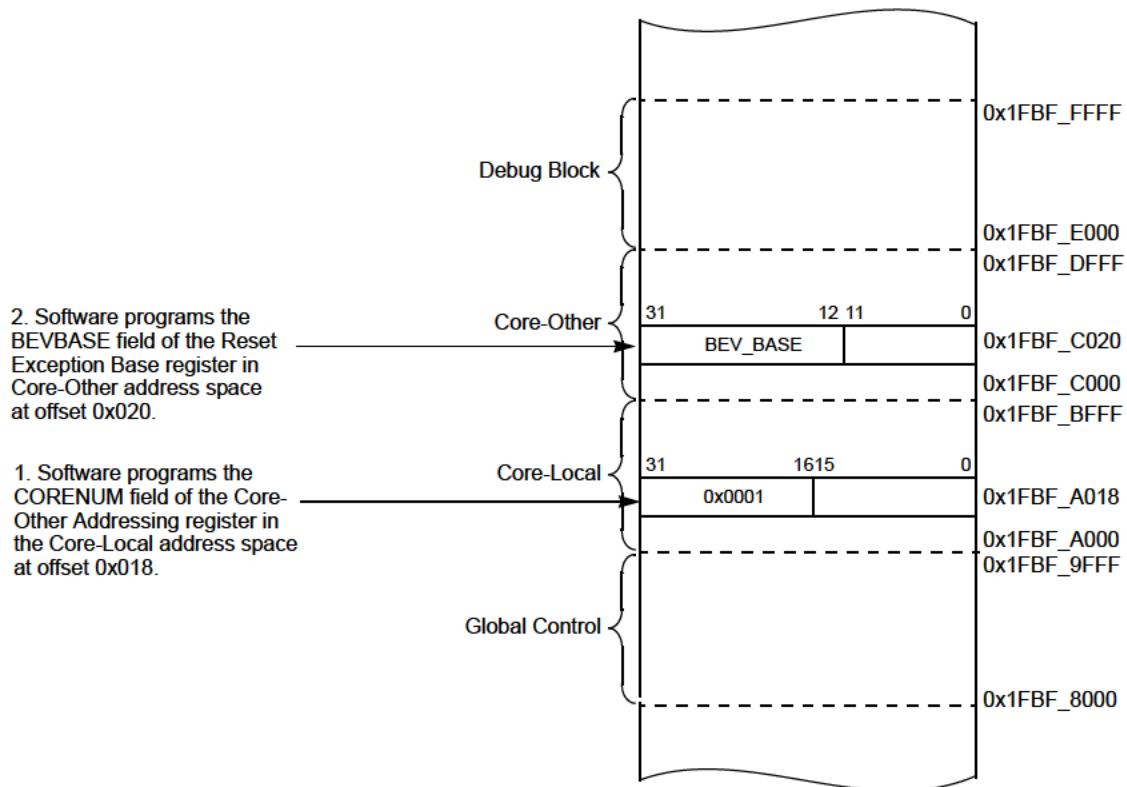 0x1FBF_FFFF
Debug Block
0x1FBF_E000
0x1FBF_DFFF
2. Software programs the
BEVBASE field of the Reset
Exception Base register in
Core-Other address space
at offset 0x020.
Core-Other
31 12 11 0
BEV_BASE
0x1FBF_C020
0x1FBF_C000
0x1FBF_BFFF
1. Software programs the
CORENUM field of the Core-
Other Addressing register in
the Core-Local address space
at offset 0x018.
Core-Local
31 1615 0
0x0001
0x1FBF_A018
0x1FBF_A000
0x1FBF_9FFF
Global Control
0x1FBF_8000